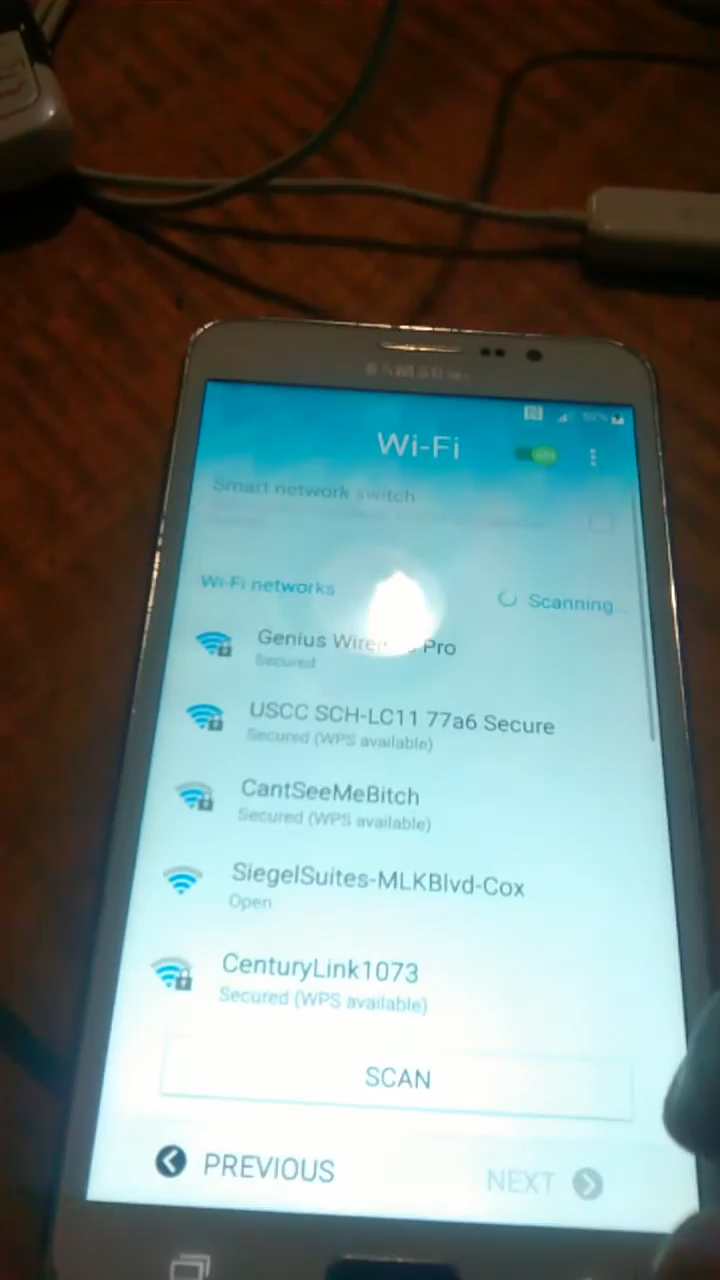 SAMSUNG
Wi-Fi
Smart network switch
Wi-Fi networks
Scanning...
Genius Pro
Secured
USCC SCH-LC11 77a6 Secure
Secured (WPS available)
CantSeeMeBitch
Secured (WPS available)
SiegelSuites-MLKBlvd-Cox
Open
CenturyLink1073
Secured (WPS available)
SCAN
PREVIOUS
NEXT